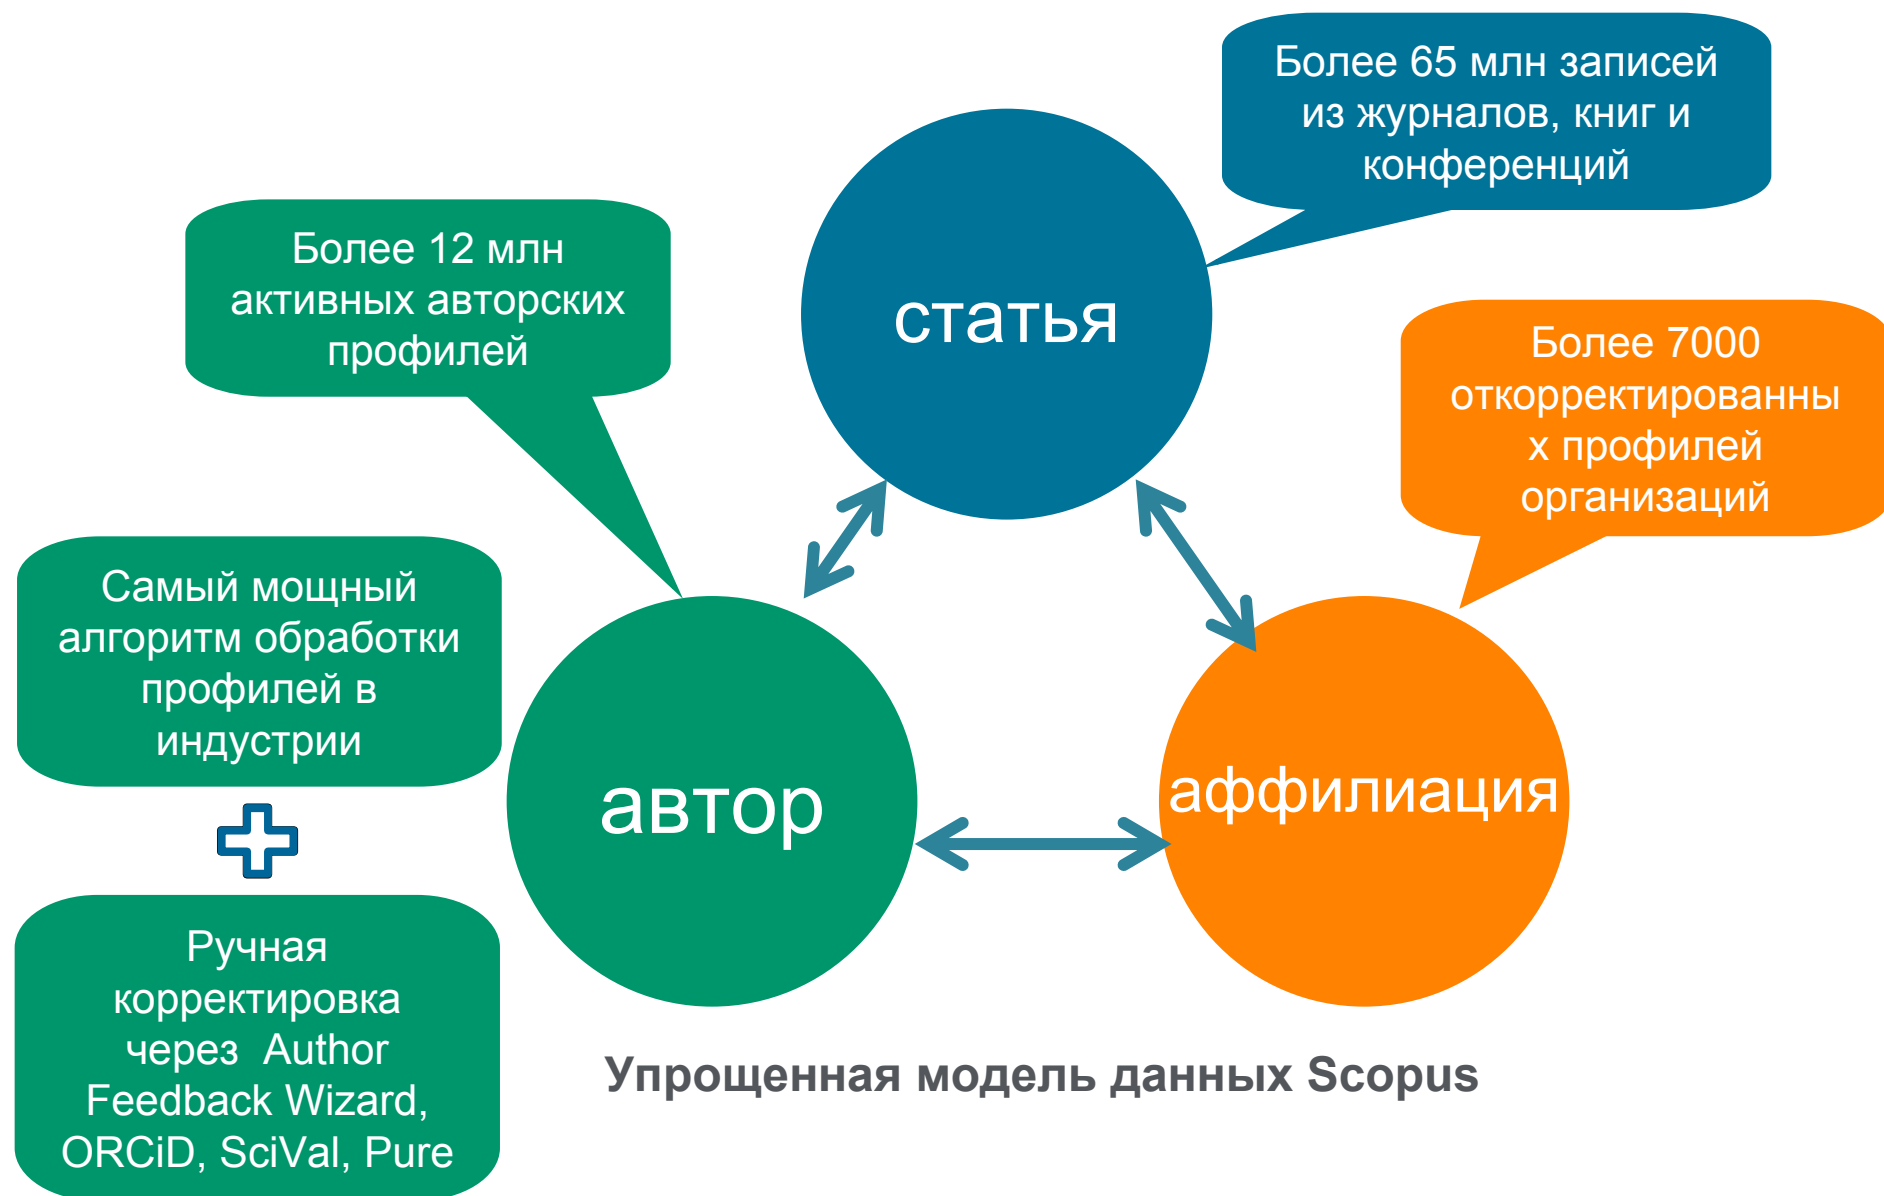 Более 65 млн записей
из журналов, книг и
конференций
Более 12 млн
активных авторских
профилей
статья
Более 7000
откорректированны
х профилей
организаций
Самый мощный
алгоритм обработки
профилей в
индустрии
автор
аффилиация
Ручная
корректировка
через  Author
Feedback Wizard,
ORCiD, SciVal, Pure
Упрощенная модель данных Scopus